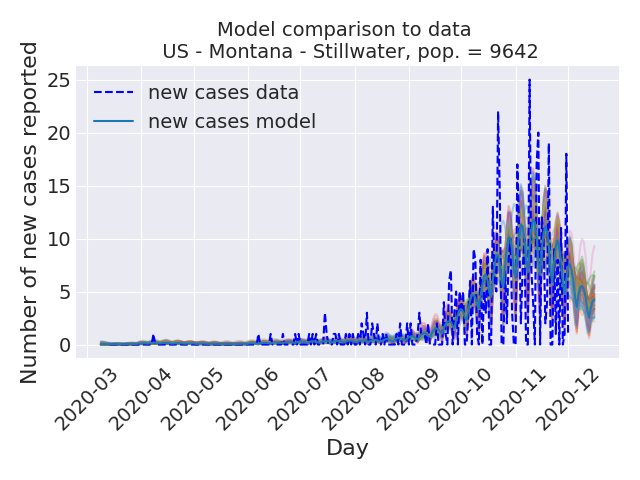 Model comparison to data
US - Montana - Stillwater, pop. = 9642
Number of new cases reported
25
20
15
10
5
0
new cases data
new cases model
2020-03
2020-04
2020-05
2020-06
2020-07
2020-08
2020-09
2020-10
2020-11
2020-12
Day